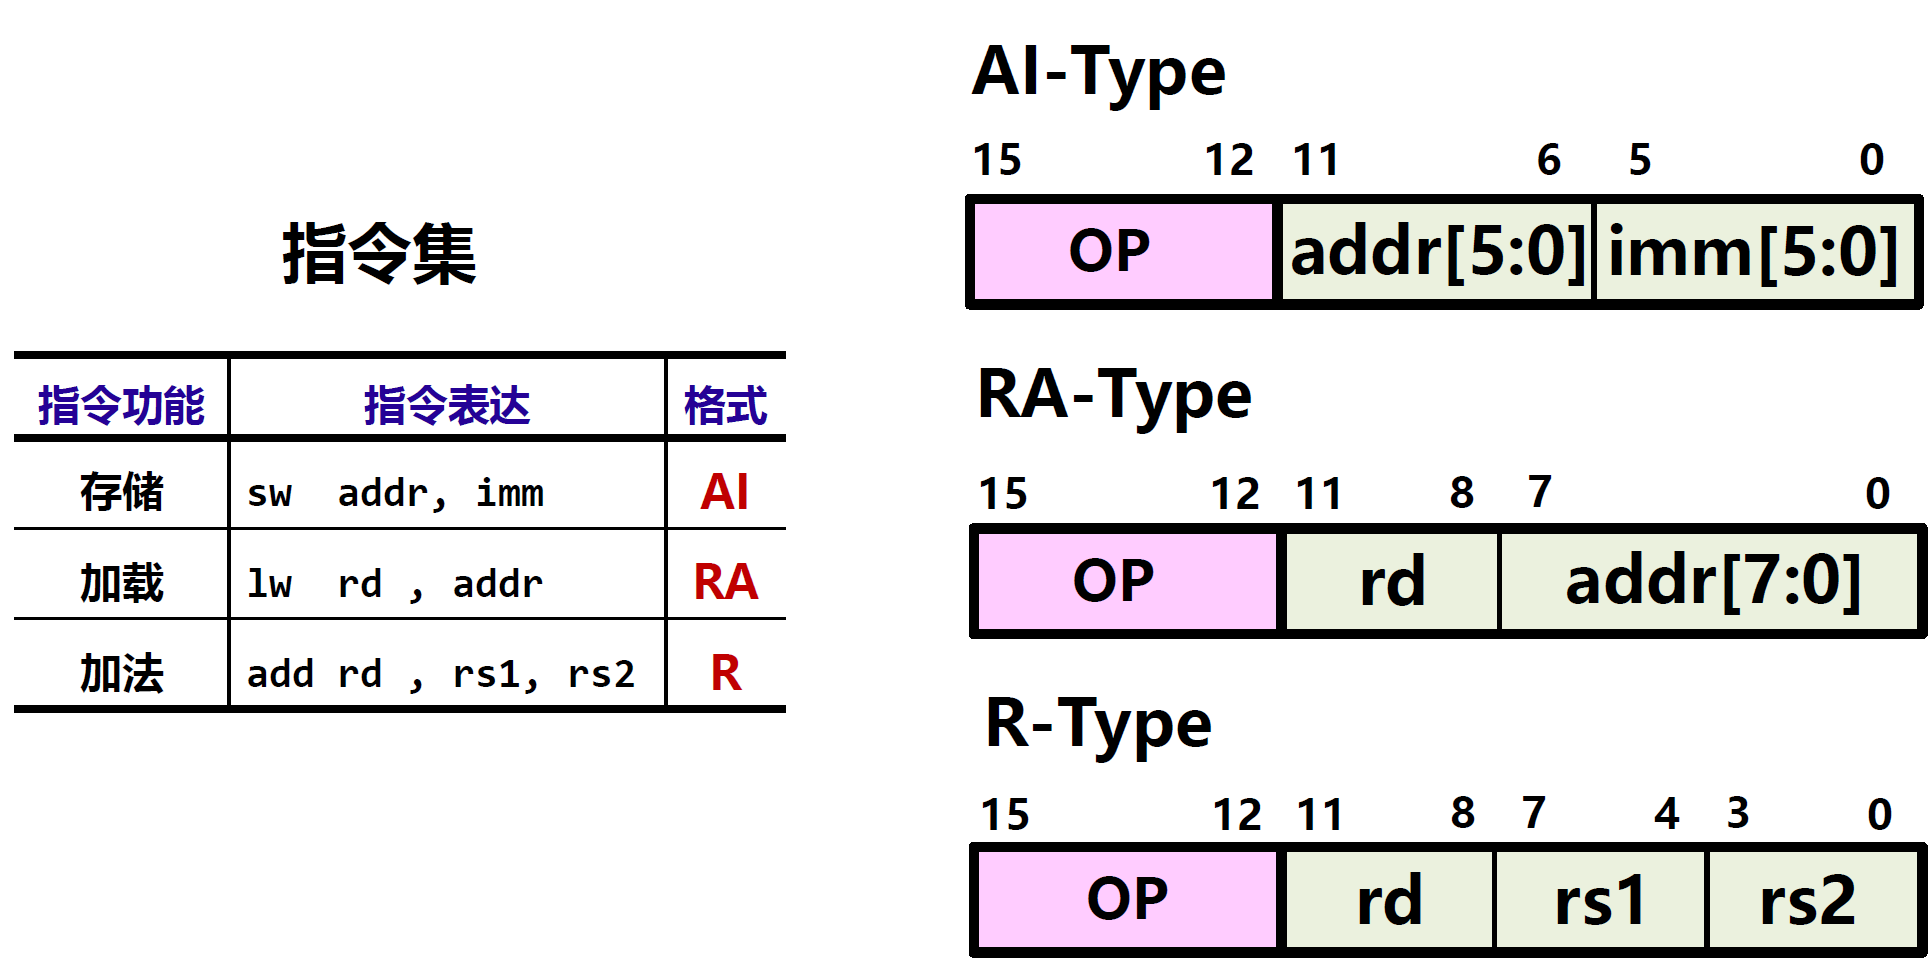 指令集
指令功能 指令表达 格式
存储 sw addr, imm AI
加载 lw rd , addr RA
加法 add rd , rs1, rs2 R
AI-Type
15 12 11 6 5 0
OP addr[5:0] imm[5:0]
RA-Type
15 12 11 8 7 0
OP rd addr[7:0]
R-Type
15 12 11 8 7 4 3 0
OP rd rs1 rs2